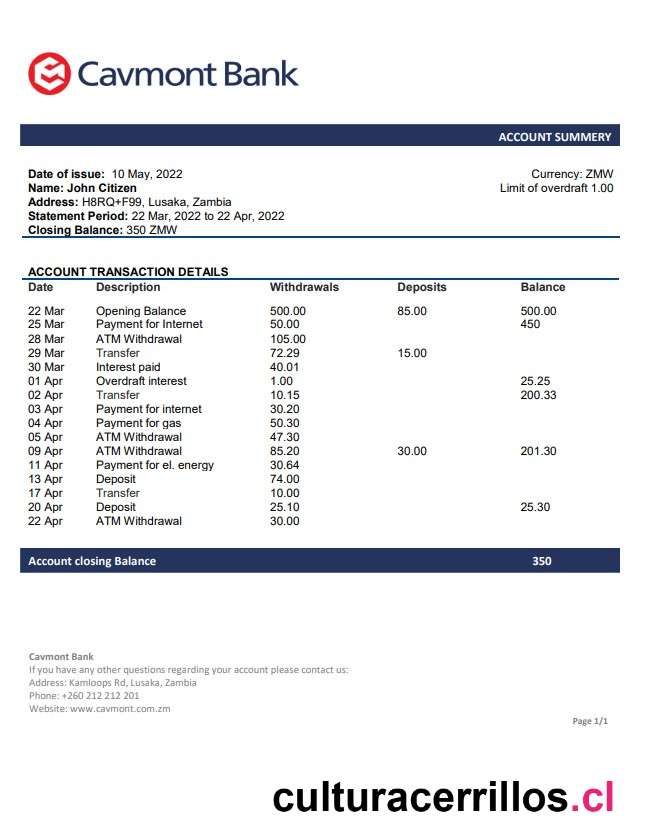 Cavmont Bank
ACCOUNT SUMMERY
Date of issue: 10 May, 2022 Currency: ZMW
Name: John Citizen Limit of overdraft 1.00
Address: H8RQ+F99, Lusaka, Zambia
Statement Period: 22 Mar, 2022 to 22 Apr, 2022
Closing Balance: 350 ZMW
ACCOUNT TRANSACTION DETAILS
Date Description Withdrawals Deposits Balance
22 Mar Opening Balance 500.00 85.00 500.00
25 Mar Payment for Internet 50.00 450
28 Mar ATM Withdrawal 105.00
29 Mar Transfer 72.29 15.00
30 Mar Interest paid 40.01
01 Apr Overdraft interest 1.00 25.25
02 Apr Transfer 10.15 200.33
03 Apr Payment for internet 30.20
04 Apr Payment for gas 50.30
05 Apr ATM Withdrawal 47.30
09 Apr ATM Withdrawal 85.20 30.00 201.30
11 Apr Payment for el. energy 30.64
13 Apr Deposit 74.00
17 Apr Transfer 10.00
20 Apr Deposit 25.10 25.30
22 Apr ATM Withdrawal 30.00
Account closing Balance 350
Cavmont Bank
If you have any other questions regarding your account please contact us:
Address: Kamloops Rd, Lusaka, Zambia
Phone: +260 212 212 201
Website: www.cavmont.com.zm
Page 1/1
culturacerrillos.cl